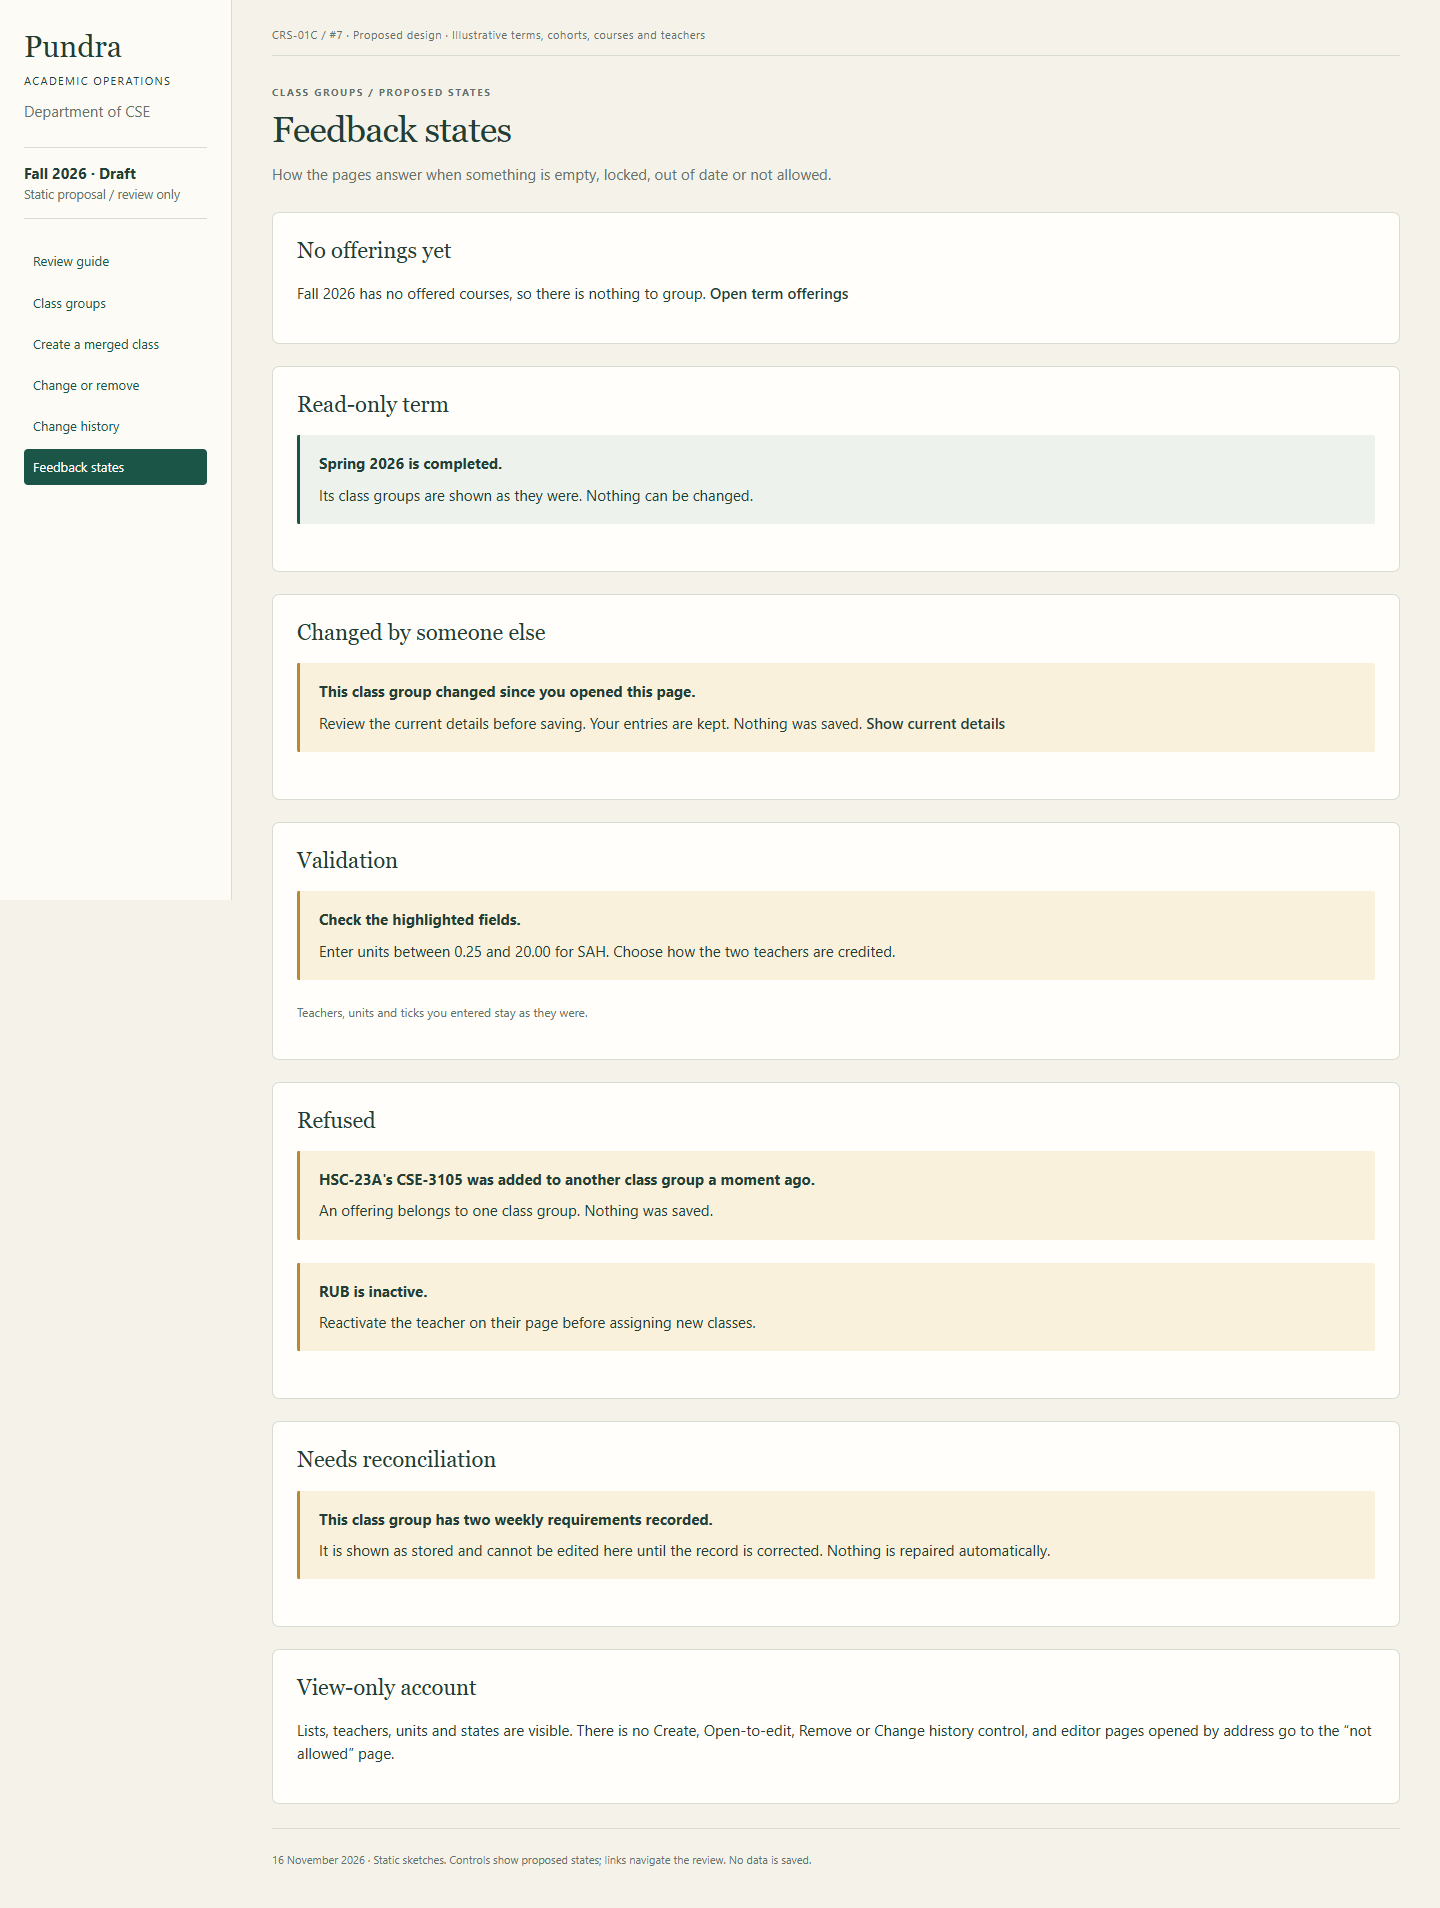 Pundra
ACADEMIC OPERATIONS
Department of CSE
Fall 2026 · Draft
Static proposal / review only
Review guide
Class groups
Create a merged class
Change or remove
Change history
Feedback states
CRS-01C / #7 · Proposed design · Illustrative terms, cohorts, courses and teachers
CLASS GROUPS / PROPOSED STATES
Feedback states
How the pages answer when something is empty, locked, out of date or not allowed.
No offerings yet
Fall 2026 has no offered courses, so there is nothing to group. Open term offerings
Read-only term
Spring 2026 is completed.
Its class groups are shown as they were. Nothing can be changed.
Changed by someone else
This class group changed since you opened this page.
Review the current details before saving. Your entries are kept. Nothing was saved. Show current details
Validation
Check the highlighted fields.
Enter units between 0.25 and 20.00 for SAH. Choose how the two teachers are credited.
Teachers, units and ticks you entered stay as they were.
Refused
HSC-23A's CSE-3105 was added to another class group a moment ago.
An offering belongs to one class group. Nothing was saved.
RUB is inactive.
Reactivate the teacher on their page before assigning new classes.
Needs reconciliation
This class group has two weekly requirements recorded.
It is shown as stored and cannot be edited here until the record is corrected. Nothing is repaired automatically.
View-only account
Lists, teachers, units and states are visible. There is no Create, Open-to-edit, Remove or Change history control, and editor pages opened by address go to the “not
allowed” page.
16 November 2026 · Static sketches. Controls show proposed states; links navigate the review. No data is saved.